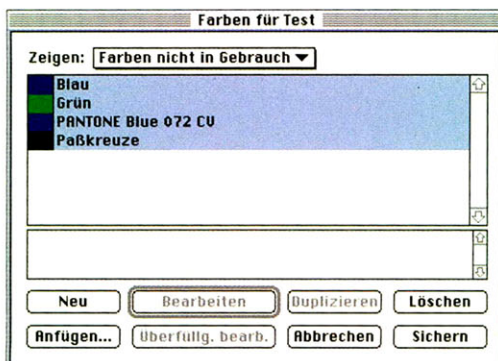 Farben für Test
Zeigen: Farben nicht in Gebrauch
Blau
Grün
PANTONE Blue 072 CV
Paßkreuze
Neu Bearbeiten Duplizieren Löschen
Anfügen... Überfüllg. bearb. Abbrechen Sichern